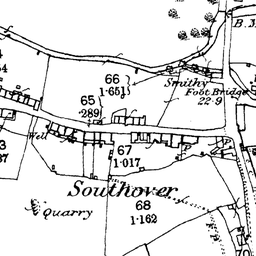 B.M.
66
1·651
Smithy
Foot Bridge
22·9
65
·289
Well
67
1·017
P
P
Southover
Quarry
68
1·162
F.P.
70